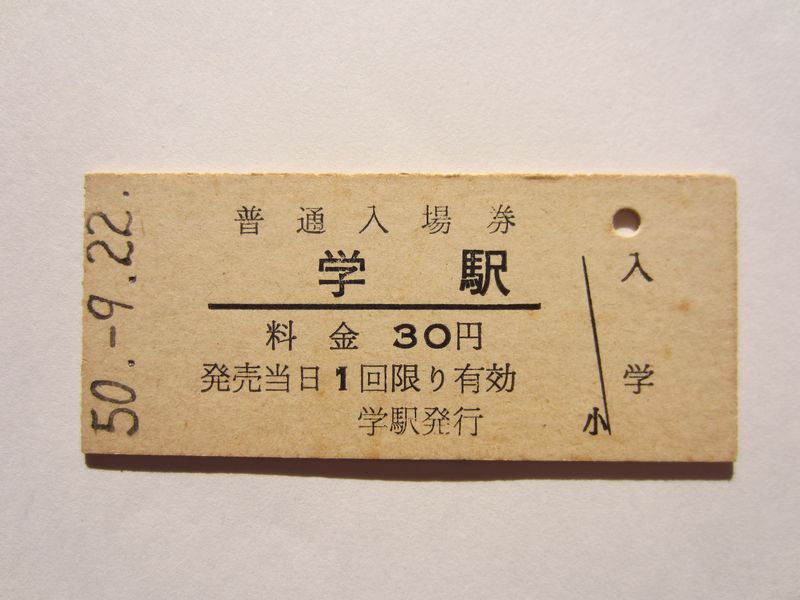 50.-9.22.
普通入場券
学駅
料金 30円
発売当日1回限り有効
学駅発行
入
学
小